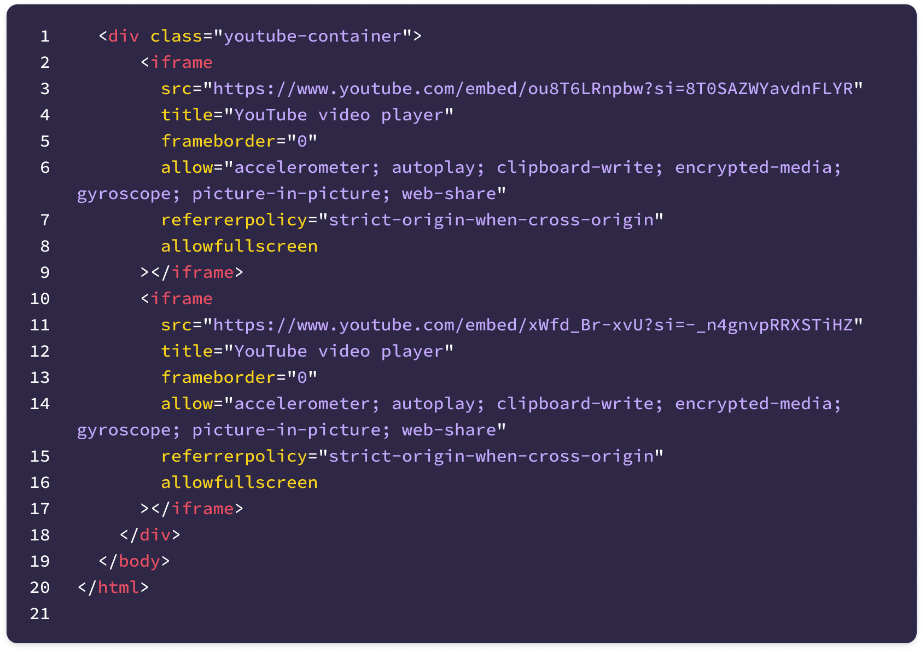 1 <div class="youtube-container">
2 <iframe
3 src="https://www.youtube.com/embed/ou8T6LRnpbw?si=8T0SAZWYavdnFLYR"
4 title="YouTube video player"
5 frameborder="0"
6 allow="accelerometer; autoplay; clipboard-write; encrypted-media;
gyroscope; picture-in-picture; web-share"
7 referrerpolicy="strict-origin-when-cross-origin"
8 allowfullscreen
9 ></iframe>
10 <iframe
11 src="https://www.youtube.com/embed/xWfd_Br-xvU?si=-_n4gnvpRRXSTiHZ"
12 title="YouTube video player"
13 frameborder="0"
14 allow="accelerometer; autoplay; clipboard-write; encrypted-media;
gyroscope; picture-in-picture; web-share"
15 referrerpolicy="strict-origin-when-cross-origin"
16 allowfullscreen
17 ></iframe>
18 </div>
19 </body>
20 </html>
21